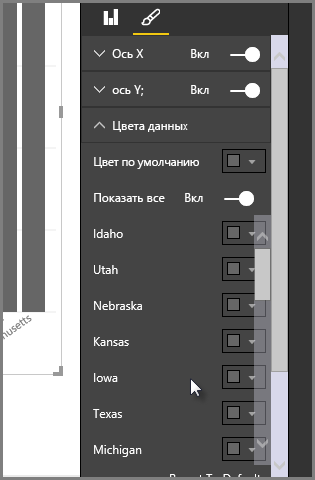 Ось X Вкл
ось Y; Вкл
Цвета данных
Цвет по умолчанию
Показать все Вкл
Idaho
Utah
Nebraska
Kansas
Iowa
Texas
Michigan